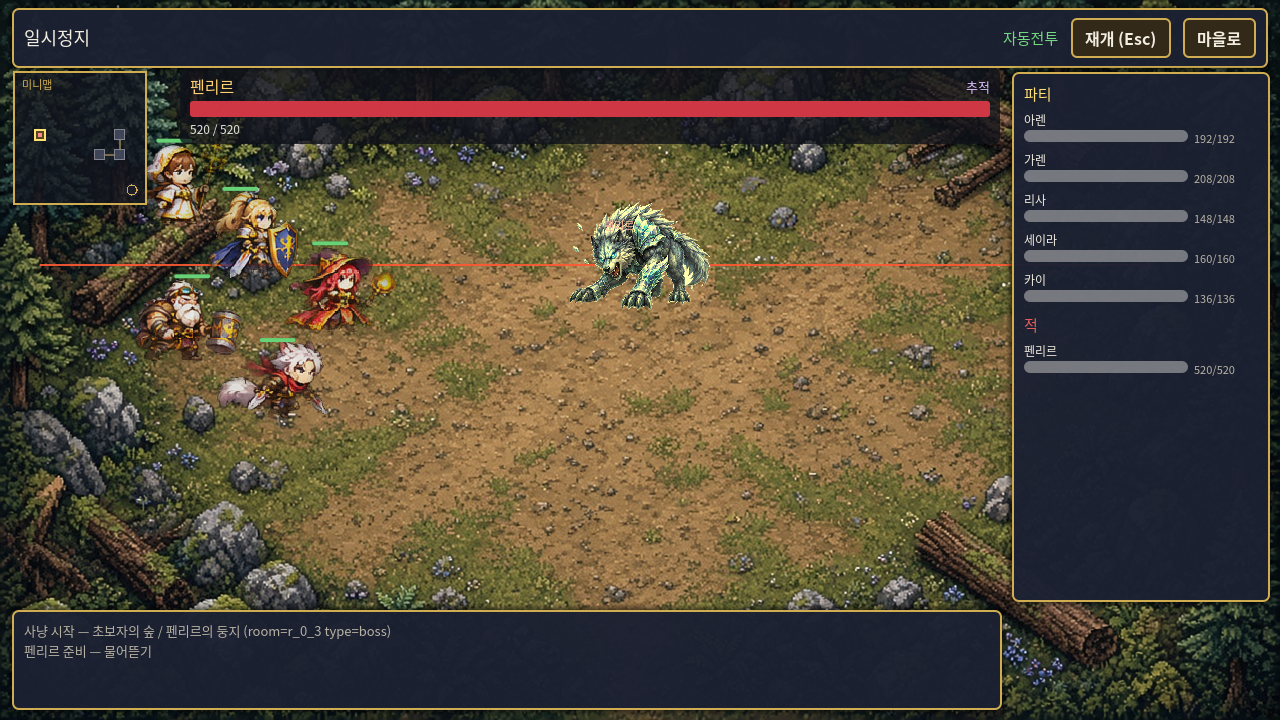 일시정지
자동전투
재개 (Esc)
마을로
미니맵
펜리르
추적
520 / 520
파티
아렌
192/192
가렌
208/208
리사
148/148
세이라
160/160
카이
136/136
적
펜리르
520/520
사냥 시작 — 초보자의 숲 / 펜리르의 둥지 (room=r_0_3 type=boss)
펜리르 준비 — 물어뜯기